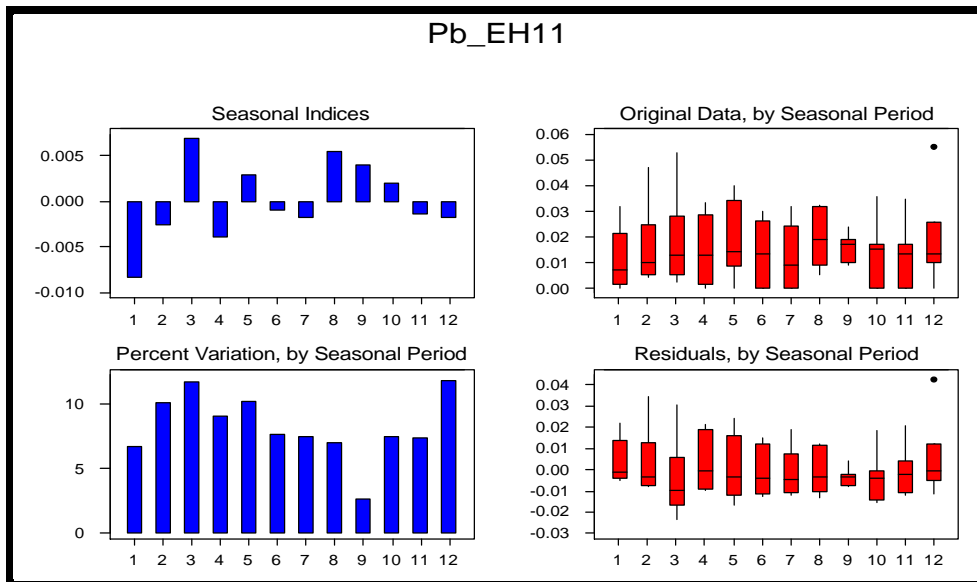 Pb_EH11
Seasonal Indices
0.005
0.000
-0.005
-0.010
1 2 3 4 5 6 7 8 9 10 11 12
Original Data, by Seasonal Period
0.06
0.05
0.04
0.03
0.02
0.01
0.00
1 2 3 4 5 6 7 8 9 10 11 12
Percent Variation, by Seasonal Period
10
5
0
1 2 3 4 5 6 7 8 9 10 11 12
Residuals, by Seasonal Period
0.04
0.03
0.02
0.01
0.00
-0.01
-0.02
-0.03
1 2 3 4 5 6 7 8 9 10 11 12